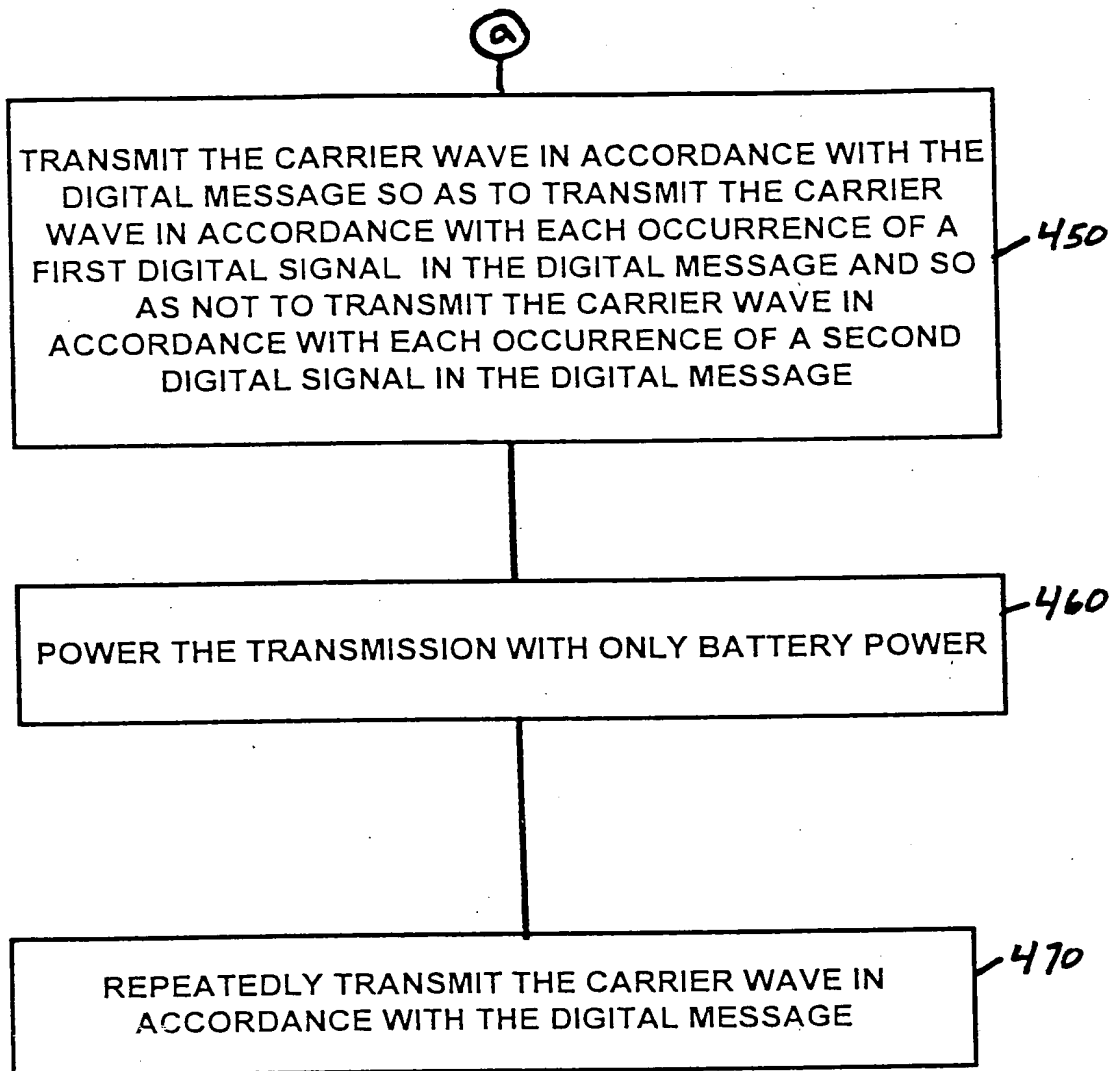 a
TRANSMIT THE CARRIER WAVE IN ACCORDANCE WITH THE
DIGITAL MESSAGE SO AS TO TRANSMIT THE CARRIER
WAVE IN ACCORDANCE WITH EACH OCCURRENCE OF A
FIRST DIGITAL SIGNAL IN THE DIGITAL MESSAGE AND SO
AS NOT TO TRANSMIT THE CARRIER WAVE IN
ACCORDANCE WITH EACH OCCURRENCE OF A SECOND
DIGITAL SIGNAL IN THE DIGITAL MESSAGE
450
POWER THE TRANSMISSION WITH ONLY BATTERY POWER
460
REPEATEDLY TRANSMIT THE CARRIER WAVE IN
ACCORDANCE WITH THE DIGITAL MESSAGE
470